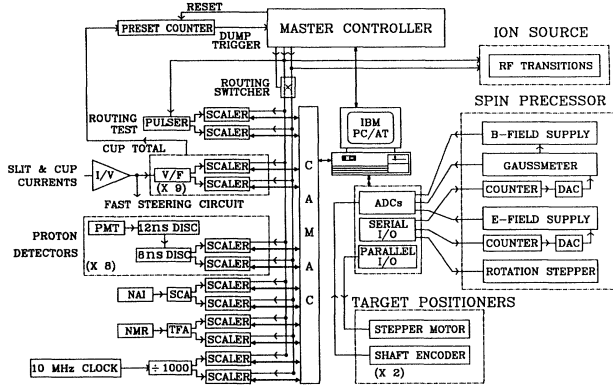 RESET
PRESET COUNTER
DUMP
TRIGGER
MASTER CONTROLLER
ION SOURCE
RF TRANSITIONS
ROUTING
SWITCHER
ROUTING
TEST
PULSER
SCALER
SCALER
CUP TOTAL
IBM
PC/AT
SPIN PRECESSOR
B-FIELD SUPPLY
GAUSSMETER
COUNTER
DAC
E-FIELD SUPPLY
COUNTER
DAC
ROTATION STEPPER
SLIT & CUP
CURRENTS
I/V
V/F
(X 9)
SCALER
SCALER
FAST STEERING CIRCUIT
CAMAC
ADCs
SERIAL
I/O
PARALLEL
I/O
PROTON
DETECTORS
PMT
12ns DISC
8ns DISC
(X 8)
SCALER
SCALER
NAI
SCA
SCALER
SCALER
NMR
TFA
SCALER
SCALER
10 MHz CLOCK
÷1000
SCALER
SCALER
TARGET POSITIONERS
STEPPER MOTOR
SHAFT ENCODER
(X 2)